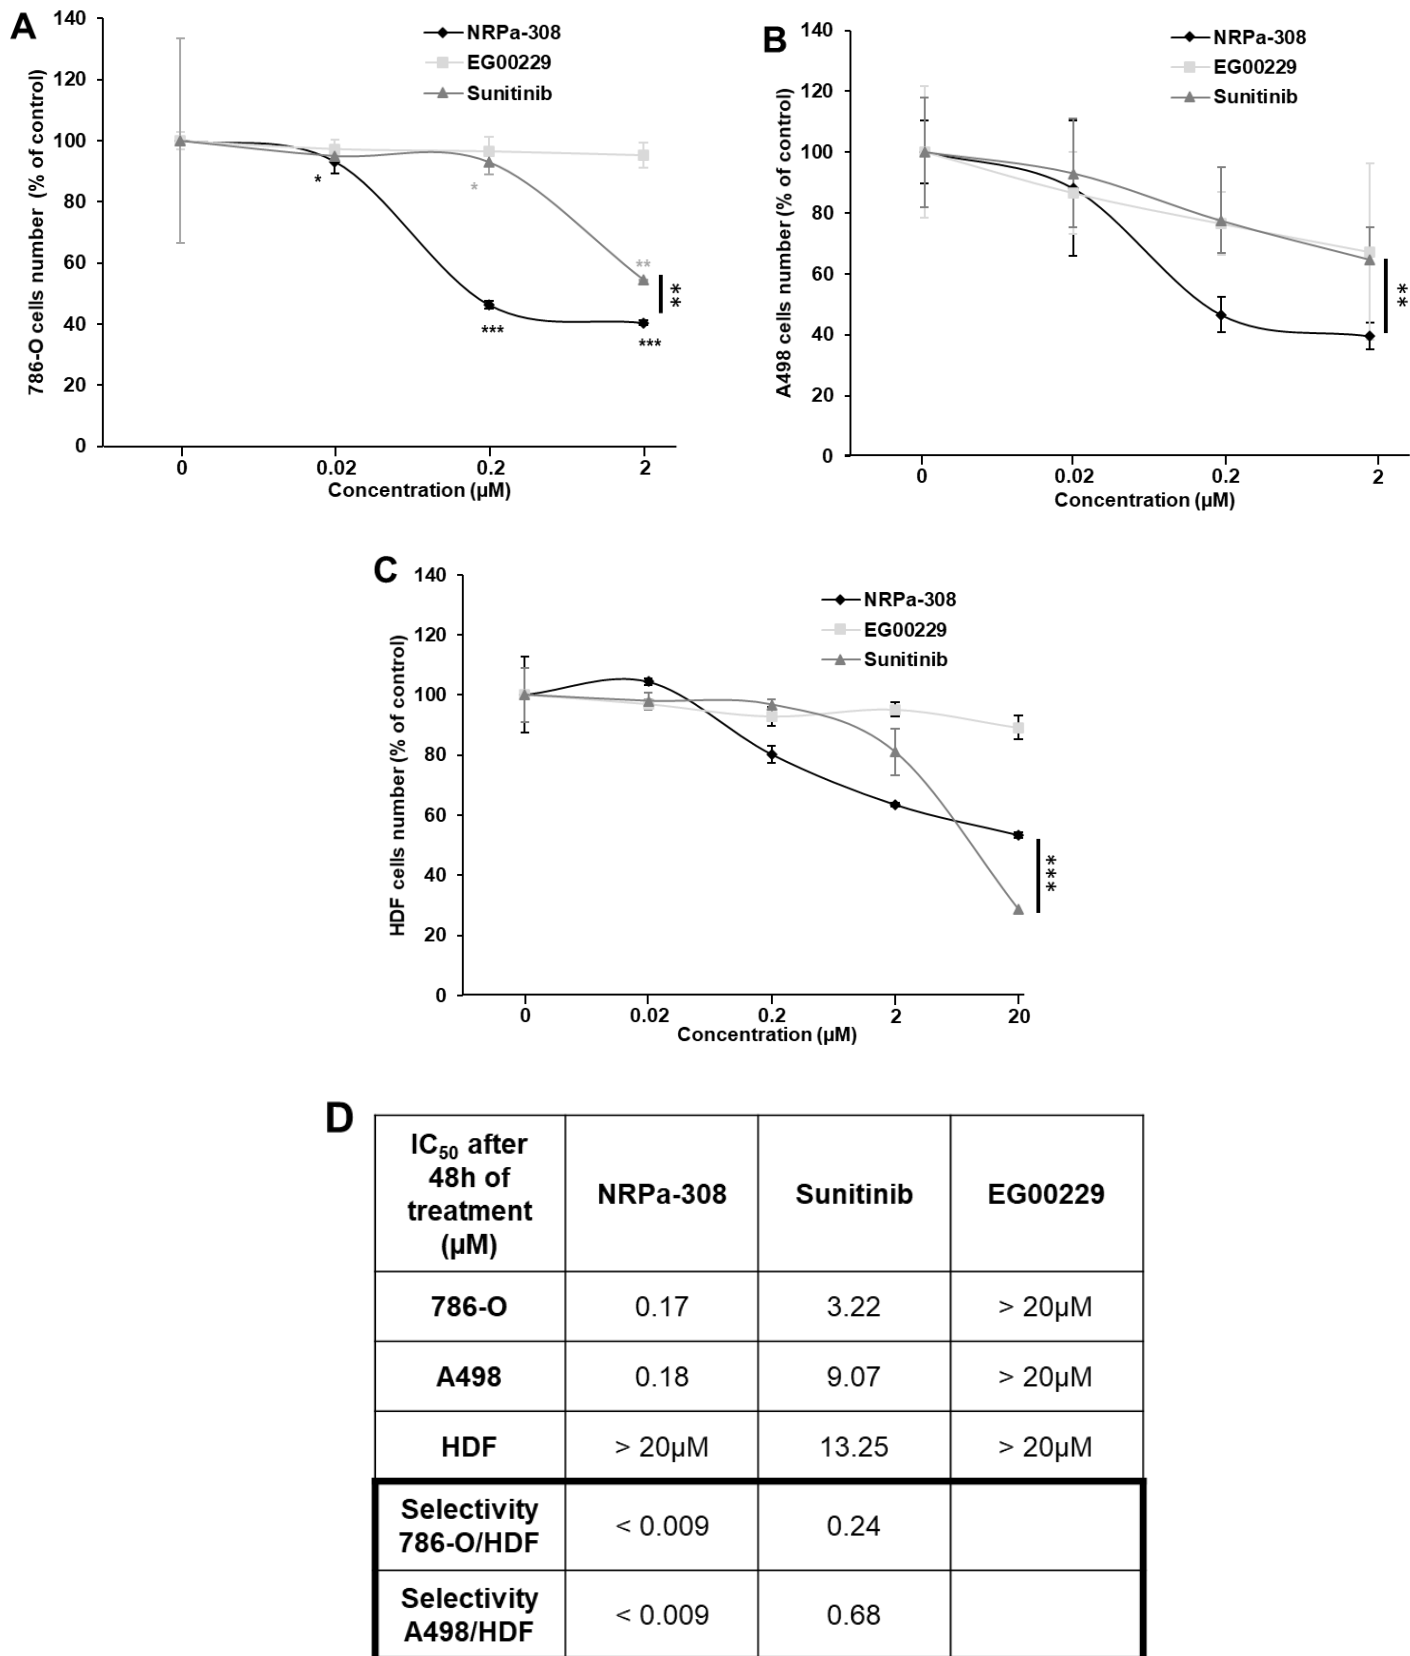 A
140
120
100
80
60
40
20
0
786-O cells number (% of control)
NRPa-308
EG00229
Sunitinib
*
*
**
***
***
**
0 0.02 0.2 2
Concentration (µM)
B
140
120
100
80
60
40
20
0
A498 cells number (% of control)
NRPa-308
EG00229
Sunitinib
**
0 0.02 0.2 2
Concentration (µM)
C
140
120
100
80
60
40
20
0
HDF cells number (% of control)
NRPa-308
EG00229
Sunitinib
***
0 0.02 0.2 2 20
Concentration (µM)
D
IC50 after
48h of
treatment
(µM)
NRPa-308 Sunitinib EG00229
786-O 0.17 3.22 > 20µM
A498 0.18 9.07 > 20µM
HDF > 20µM 13.25 > 20µM
Selectivity
786-O/HDF
< 0.009 0.24
Selectivity
A498/HDF
< 0.009 0.68